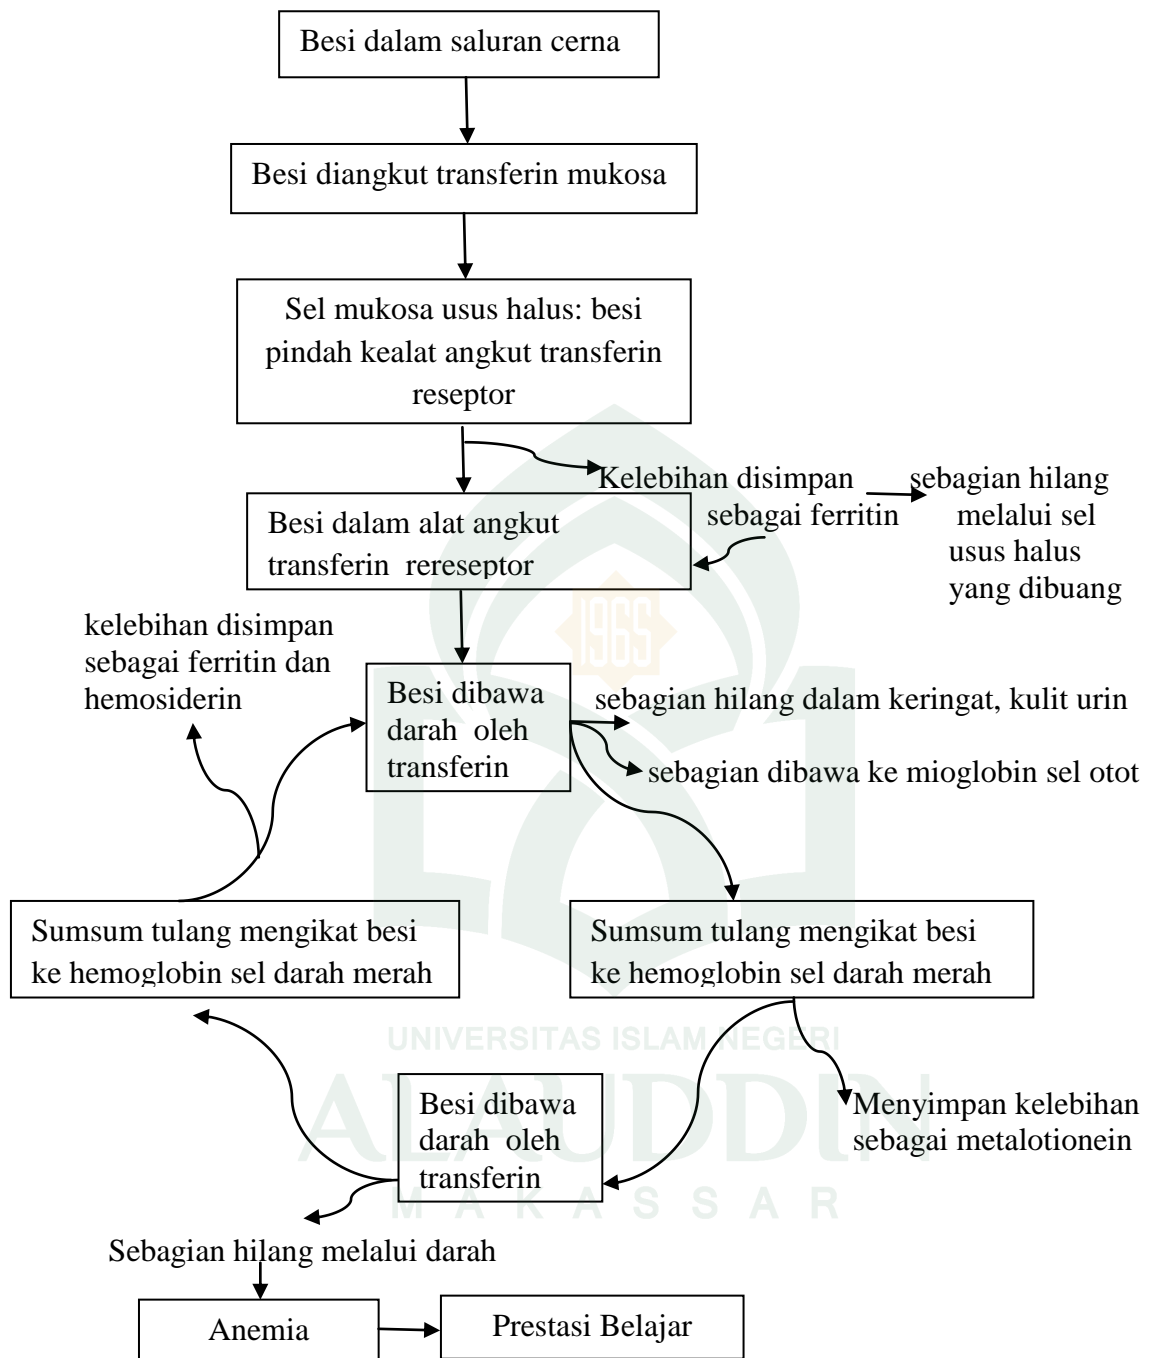 Besi dalam saluran cerna
Besi diangkut transferin mukosa
Sel mukosa usus halus: besi
pindah kealat angkut transferin
reseptor
Kelebihan disimpan
sebagai ferritin
sebagian hilang
melalui sel
usus halus
yang dibuang
Besi dalam alat angkut
transferin rereseptor
kelebihan disimpan
sebagai ferritin dan
hemosiderin
1965
Besi dibawa
darah oleh
transferin
sebagian hilang dalam keringat, kulit urin
sebagian dibawa ke mioglobin sel otot
Sumsum tulang mengikat besi
ke hemoglobin sel darah merah
Sumsum tulang mengikat besi
ke hemoglobin sel darah merah
UNIVERSITAS ISLAM NEGERI
ALAUDDIN
MAKASSAR
Besi dibawa
darah oleh
transferin
Menyimpan kelebihan
sebagai metalotionein
Sebagian hilang melalui darah
Anemia
Prestasi Belajar